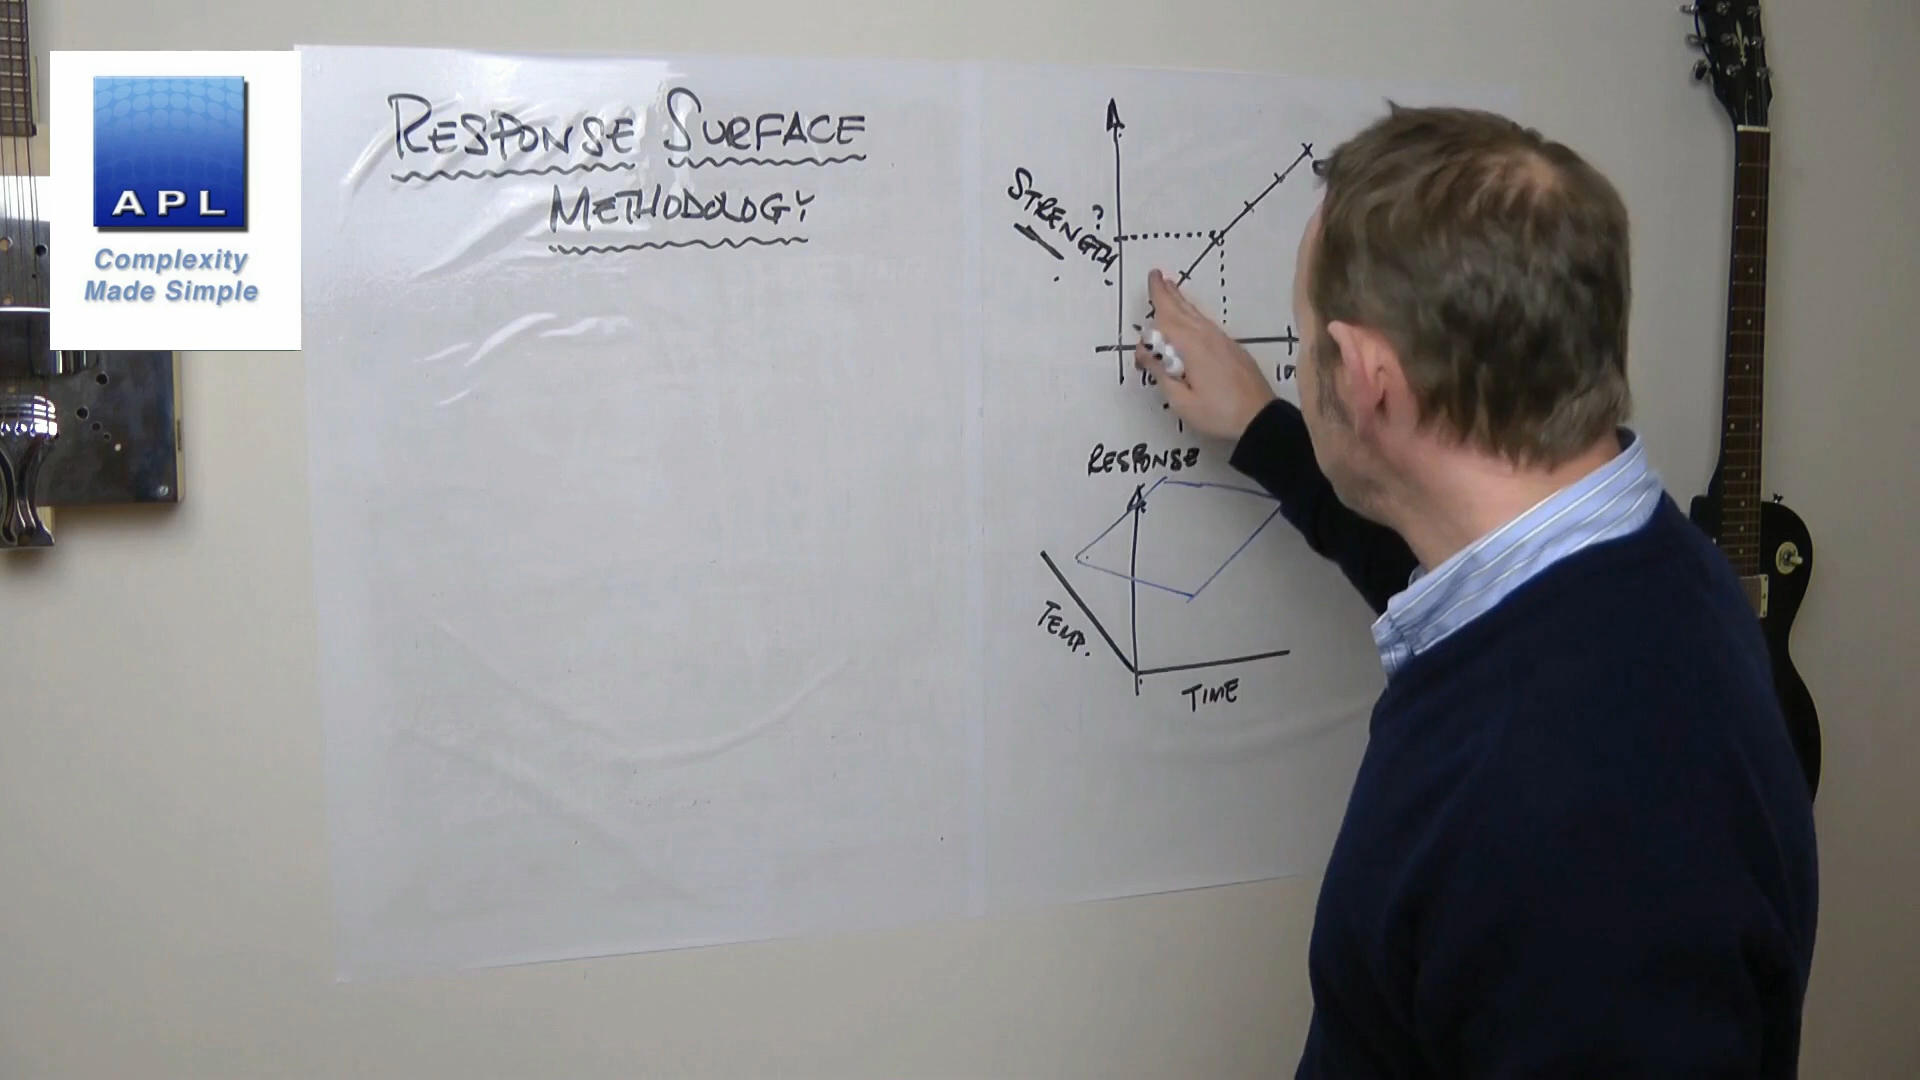 APL
Complexity
Made Simple
RESPONSE SURFACE
METHODOLOGY
STRENGTH
?
RESPONSE
TEMP.
TIME